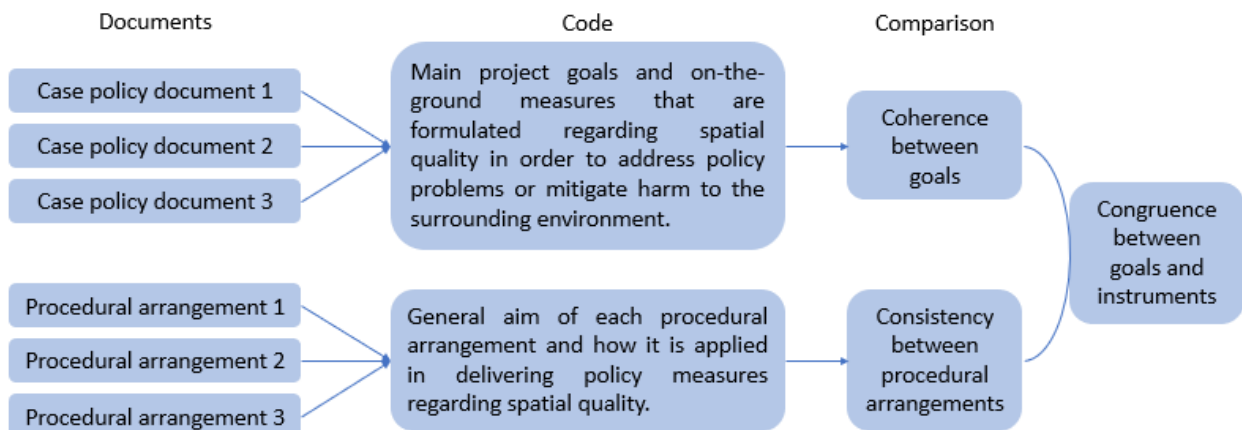 Documents
Code
Comparison
Case policy document 1
Case policy document 2
Case policy document 3
Main project goals and on-the-
ground measures that are
formulated regarding spatial
quality in order to address policy
problems or mitigate harm to the
surrounding environment.
Coherence
between
goals
Congruence
between
goals and
instruments
Procedural arrangement 1
Procedural arrangement 2
Procedural arrangement 3
General aim of each procedural
arrangement and how it is applied
in delivering policy measures
regarding spatial quality.
Consistency
between
procedural
arrangements